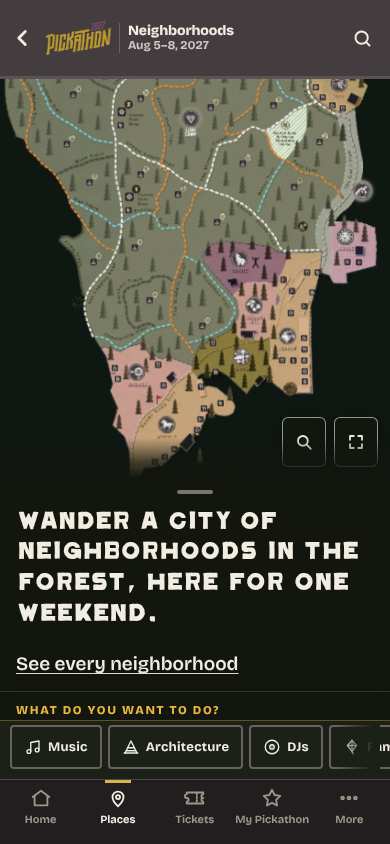 PICKATHON
Neighborhoods
Aug 5–8, 2027
WANDER A CITY OF
NEIGHBORHOODS IN THE
FOREST, HERE FOR ONE
WEEKEND.
See every neighborhood
WHAT DO YOU WANT TO DO?
Music
Architecture
DJs
Home
Places
Tickets
My Pickathon
More